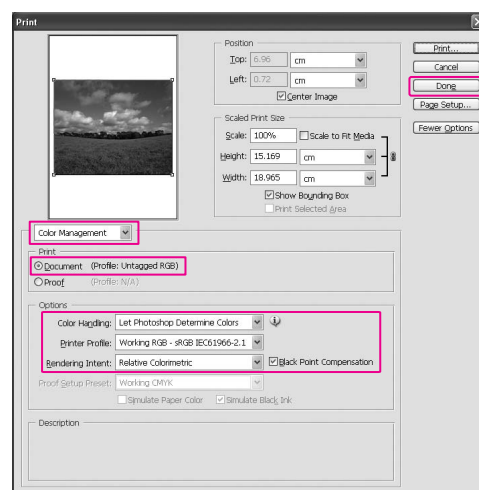 Print
Position
Top: 6.96 cm
Left: 0.72 cm
Center Image
Scaled Print Size
Scale: 100% Scale to Fit Media
Height: 15.169 cm
Width: 18.965 cm
Show Bounding Box
Print Selected Area
Print...
Cancel
Done
Page Setup...
Fewer Options
Color Management
Print
Document (Profile: Untagged RGB)
Proof (Profile: N/A)
Options
Color Handling: Let Photoshop Determine Colors
Printer Profile: Working RGB - sRGB IEC61966-2.1
Rendering Intent: Relative Colorimetric Black Point Compensation
Proof Setup Preset: Working CMYK
Simulate Paper Color Simulate Black Ink
Description